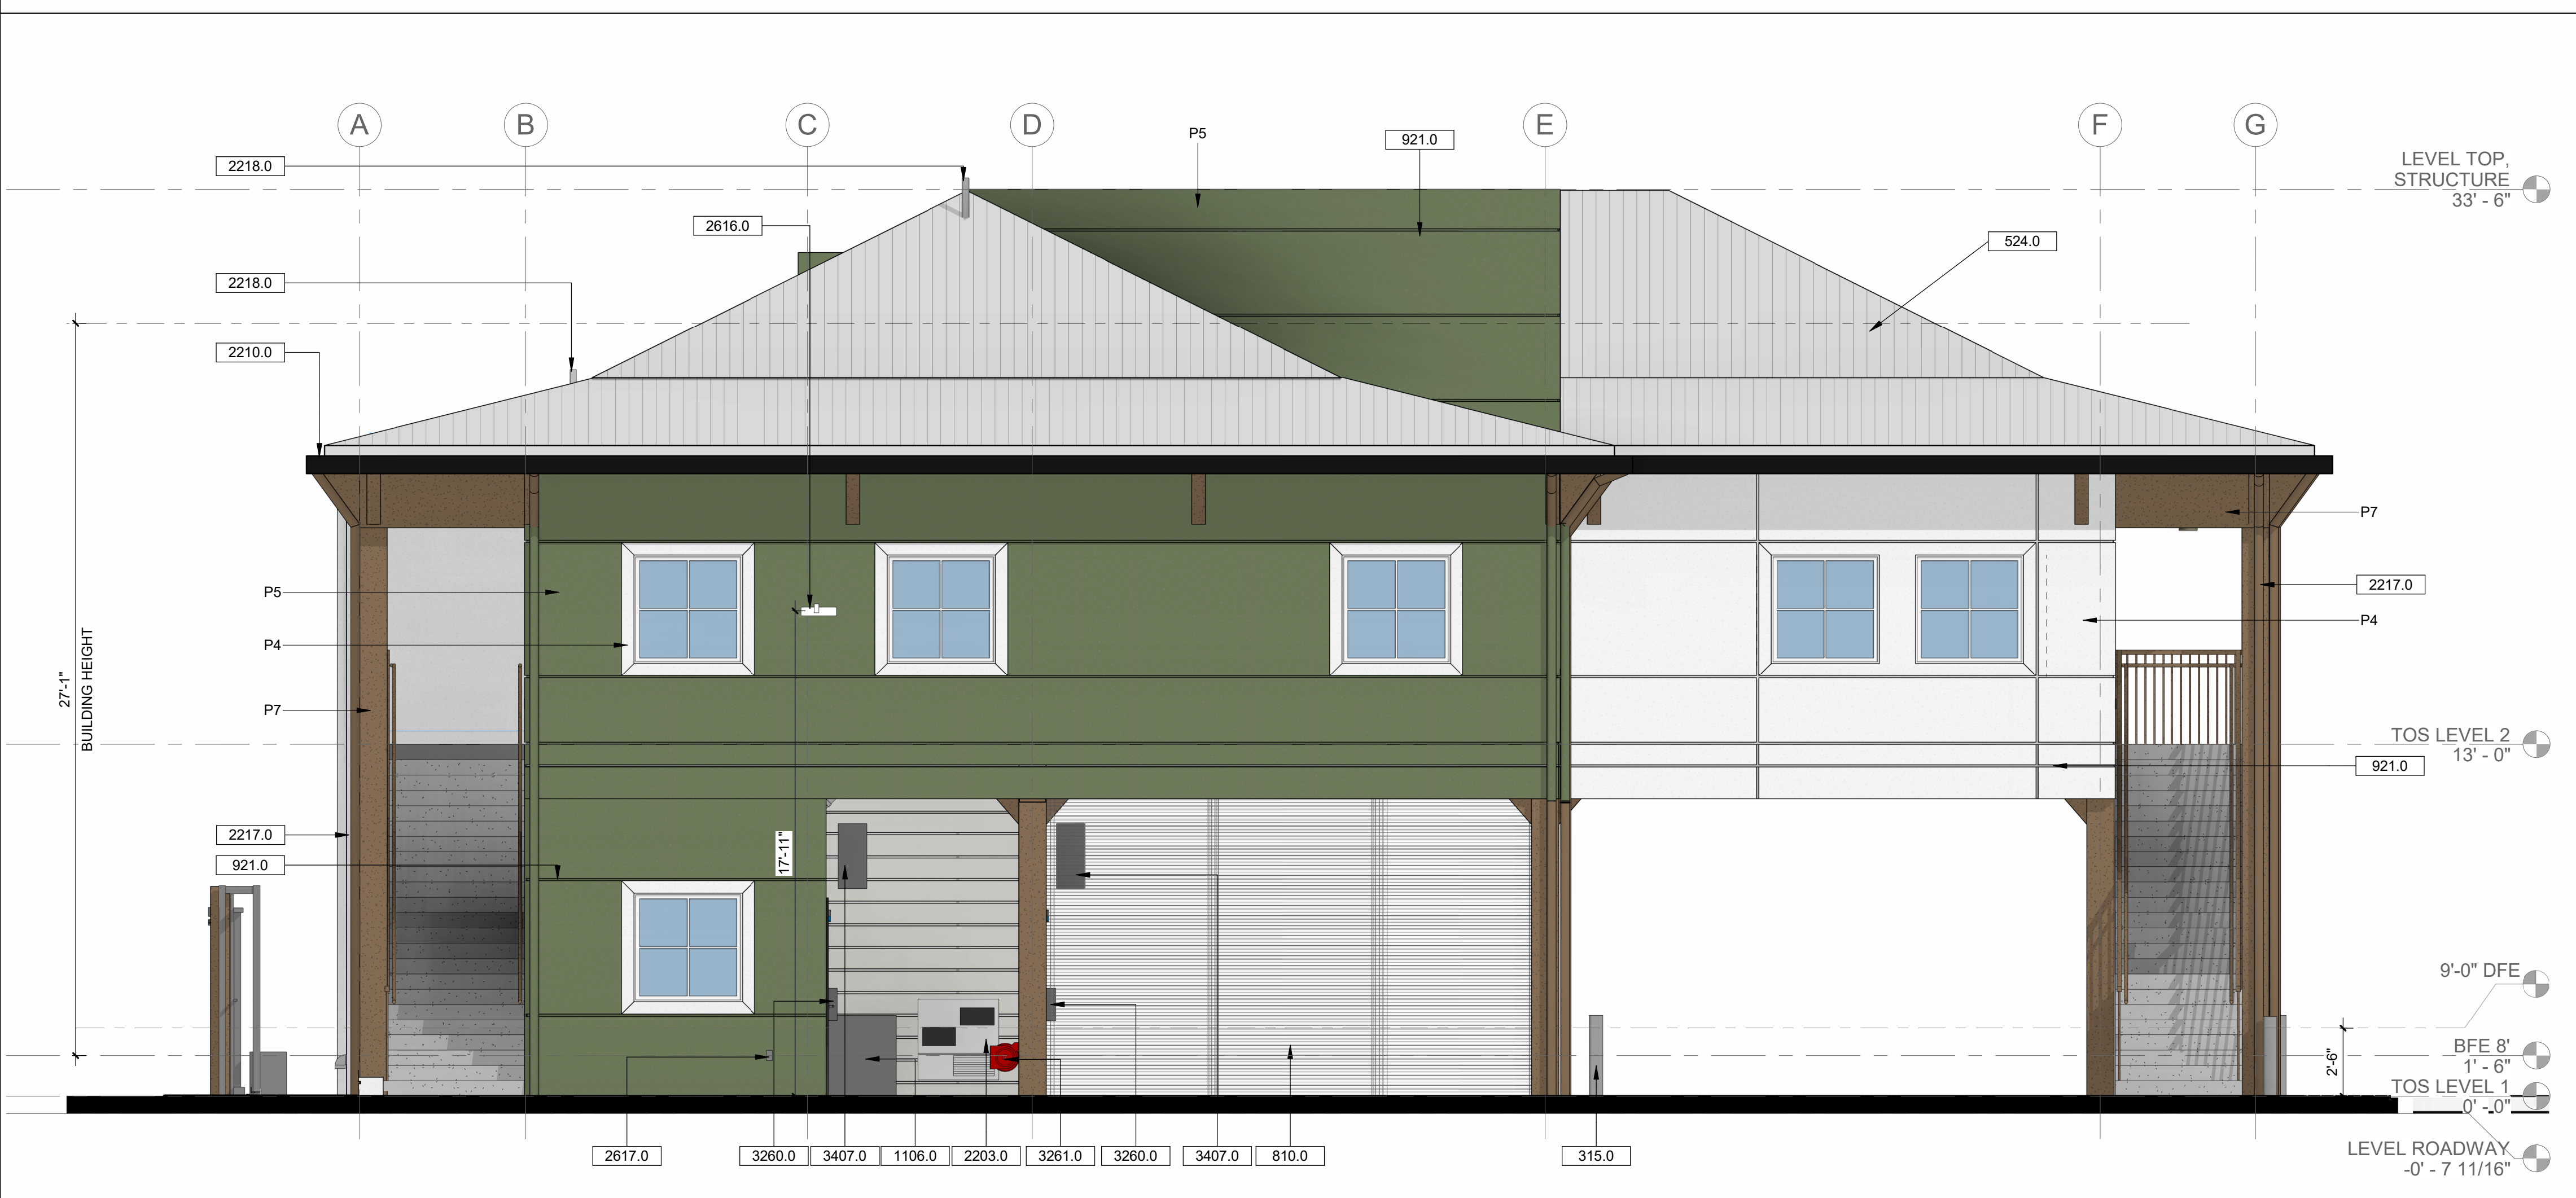 A
B
C
D
E
F
G
P5
921.0
2218.0
LEVEL TOP,
STRUCTURE
33' - 6"
2616.0
524.0
2218.0
2210.0
P7
P5
2217.0
P4
P4
27'-1"
BUILDING HEIGHT
P7
TOS LEVEL 2
13' - 0"
921.0
2217.0
17'-11"
921.0
9'-0" DFE
BFE 8'
1' - 6"
2'-6"
TOS LEVEL 1
0' - 0"
2617.0
3260.0
3407.0
1106.0
2203.0
3261.0
3260.0
3407.0
810.0
315.0
LEVEL ROADWAY
-0' - 7 11/16"